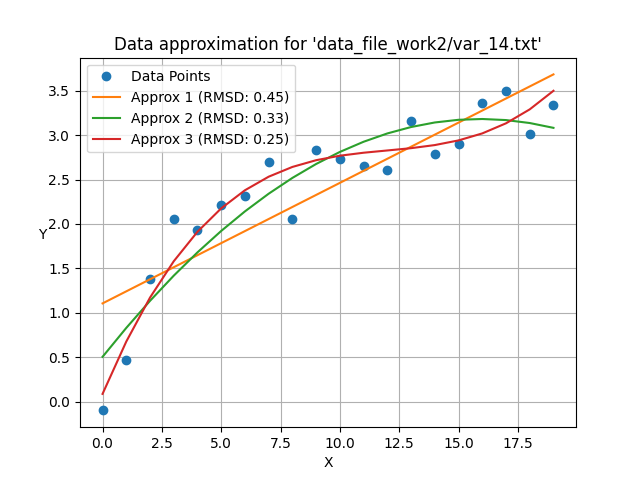 Data approximation for 'data_file_work2/var_14.txt'
Data Points
Approx 1 (RMSD: 0.45)
Approx 2 (RMSD: 0.33)
Approx 3 (RMSD: 0.25)
3.5
3.0
2.5
2.0
1.5
1.0
0.5
0.0
Y
0.0 2.5 5.0 7.5 10.0 12.5 15.0 17.5
X